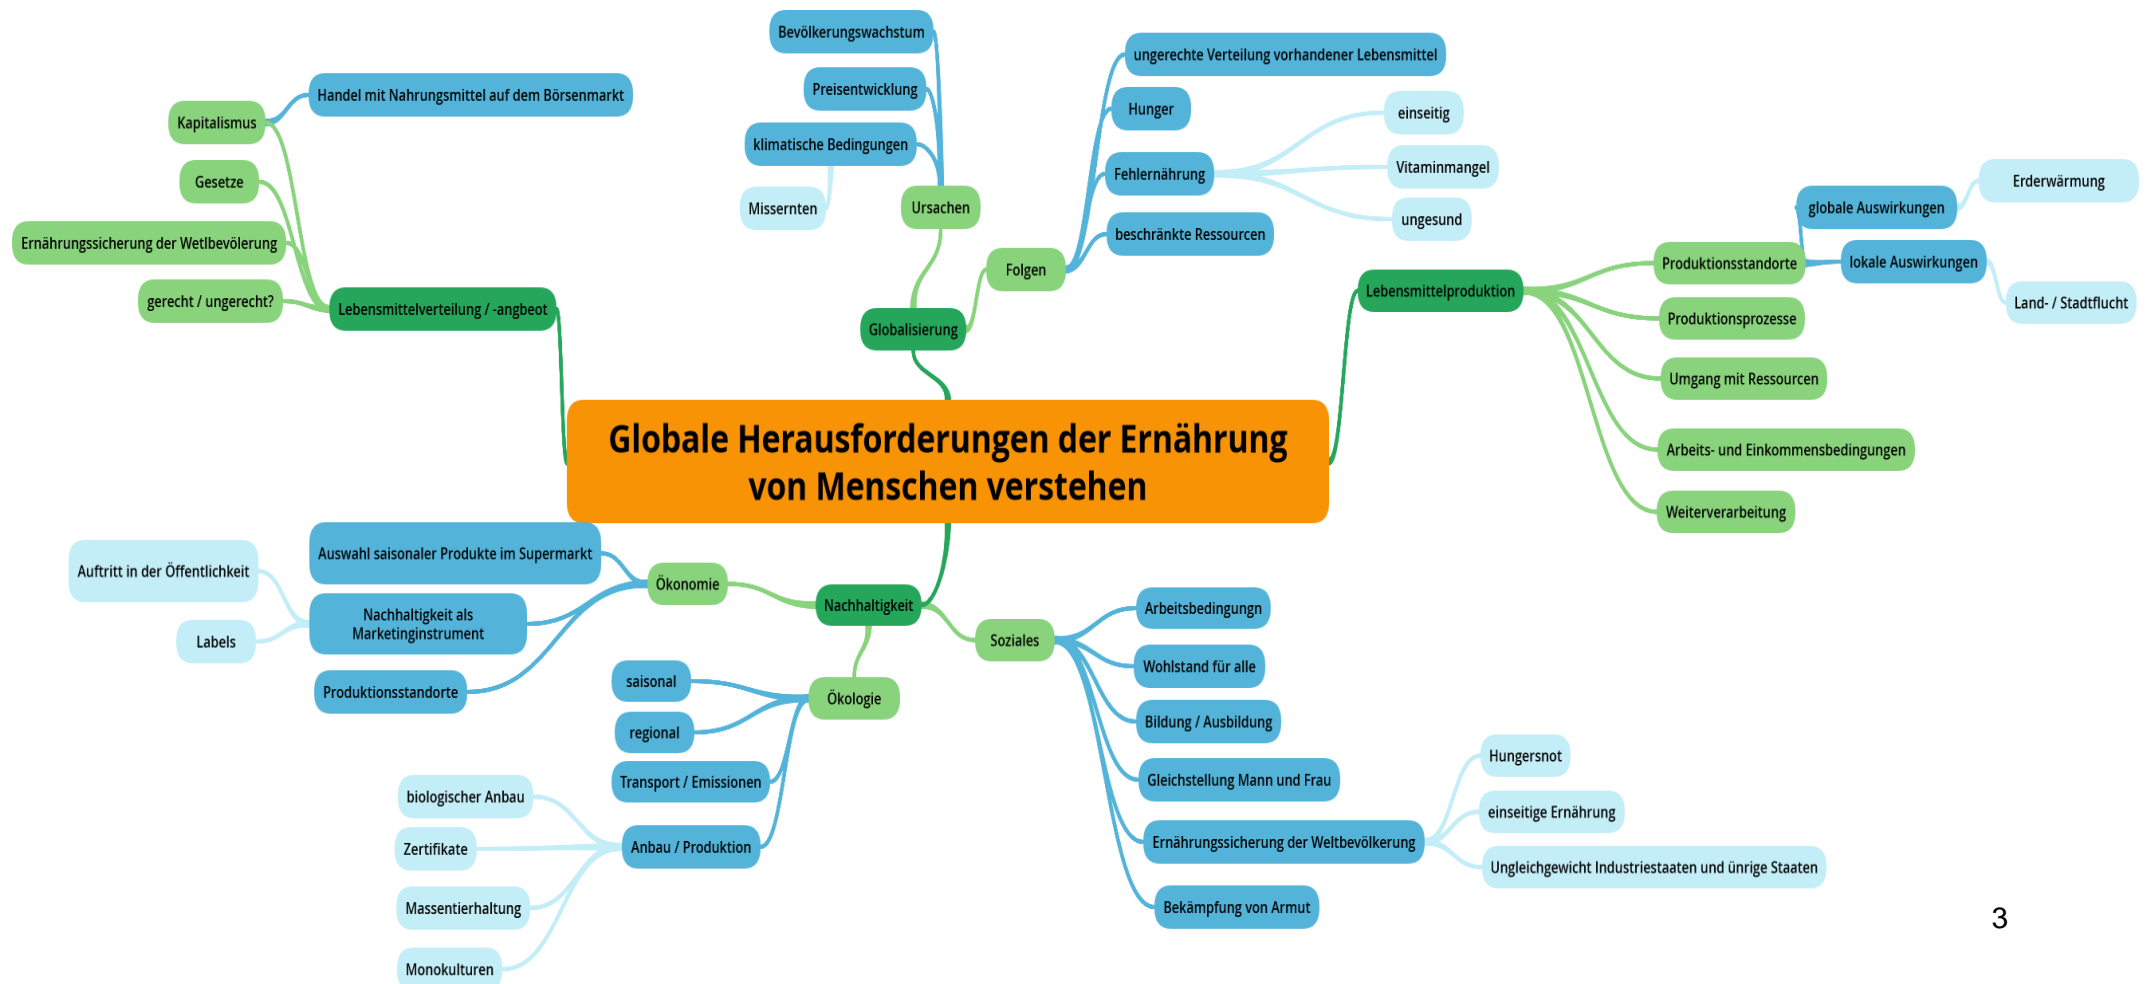 Globale Herausforderungen der Ernährung
von Menschen verstehen
Lebensmittelverteilung / -angbeot
Kapitalismus
Handel mit Nahrungsmittel auf dem Börsenmarkt
Gesetze
Ernährungssicherung der Wetlbevölerung
gerecht / ungerecht?
Globalisierung
Ursachen
Bevölkerungswachstum
Preisentwicklung
klimatische Bedingungen
Missernten
Folgen
ungerechte Verteilung vorhandener Lebensmittel
Hunger
Fehlernährung
einseitig
Vitaminmangel
ungesund
beschränkte Ressourcen
Lebensmittelproduktion
Produktionsstandorte
globale Auswirkungen
Erderwärmung
lokale Auswirkungen
Land- / Stadtflucht
Produktionsprozesse
Umgang mit Ressourcen
Arbeits- und Einkommensbedingungen
Weiterverarbeitung
Nachhaltigkeit
Ökonomie
Auswahl saisonaler Produkte im Supermarkt
Nachhaltigkeit als
Marketinginstrument
Auftritt in der Öffentlichkeit
Labels
Produktionsstandorte
Ökologie
saisonal
regional
Transport / Emissionen
Anbau / Produktion
biologischer Anbau
Zertifikate
Massentierhaltung
Monokulturen
Soziales
Arbeitsbedingungn
Wohlstand für alle
Bildung / Ausbildung
Gleichstellung Mann und Frau
Ernährungssicherung der Weltbevölkerung
Hungersnot
einseitige Ernährung
Ungleichgewicht Industriestaaten und ünrige Staaten
Bekämpfung von Armut
3